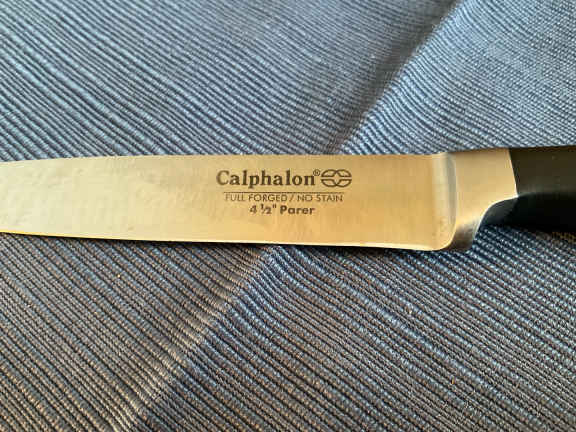 Calphalon®
FULL FORGED / NO STAIN
4 ½" Parer